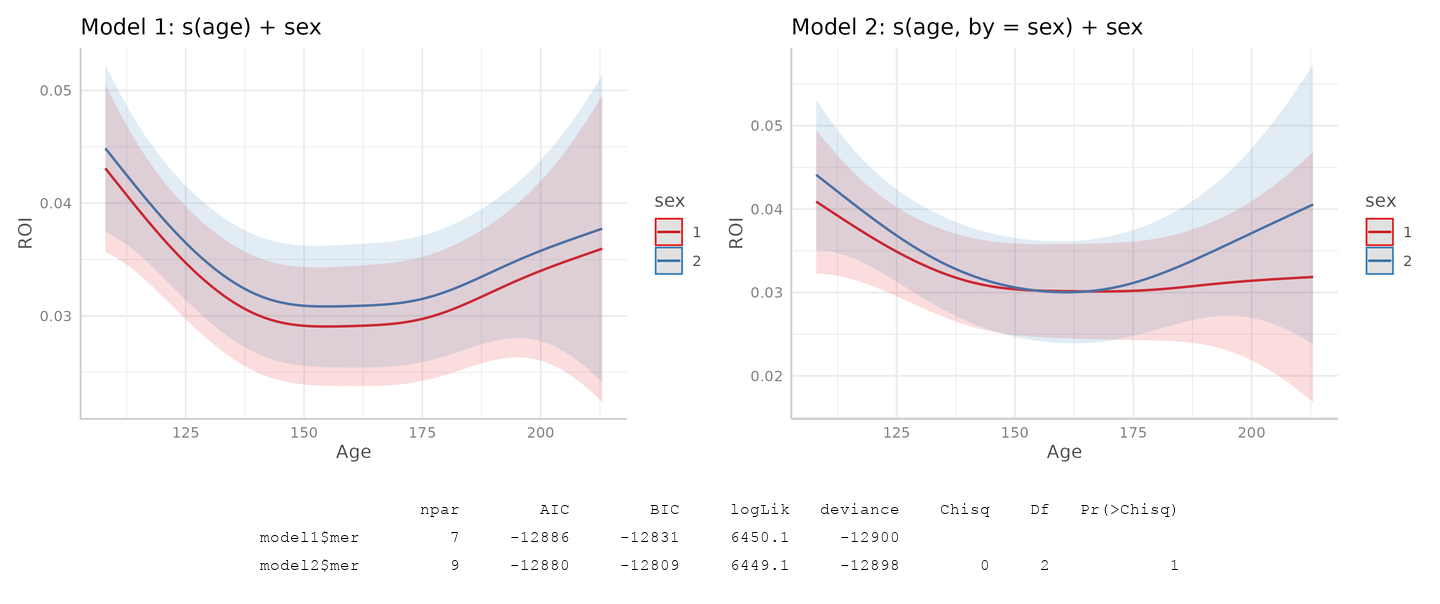 Model 1: s(age) + sex
0.05
0.04
0.03
ROI
125 150 175 200
Age
sex
1
2
Model 2: s(age, by = sex) + sex
0.05
0.04
0.03
0.02
ROI
125 150 175 200
Age
sex
1
2
npar AIC BIC logLik deviance Chisq Df Pr(>Chisq)
model1$mer 7 -12886 -12831 6450.1 -12900
model2$mer 9 -12880 -12809 6449.1 -12898 0 2 1